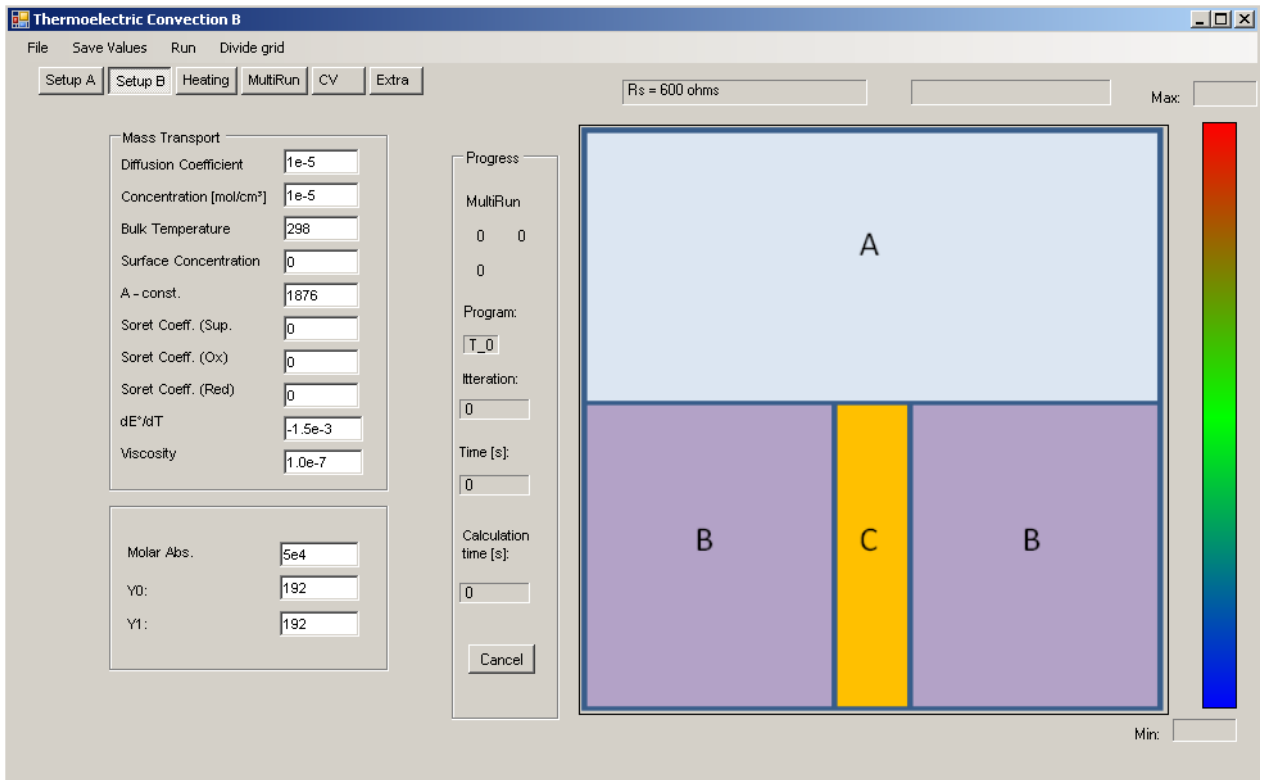 Thermoelectric Convection B
File Save Values Run Divide grid
Setup A Setup B Heating MultiRun CV Extra
Rs = 600 ohms
Max:
Mass Transport
Diffusion Coefficient 1e-5
Concentration [mol/cm³] 1e-5
Bulk Temperature 298
Surface Concentration 0
A - const. 1876
Soret Coeff. (Sup. 0
Soret Coeff. (Ox) 0
Soret Coeff. (Red) 0
dE°/dT -1.5e-3
Viscosity 1.0e-7
Molar Abs. 5e4
Y0: 192
Y1: 192
Progress
MultiRun
0 0
0
Program:
T_0
Itteration:
0
Time [s]:
0
Calculation
time [s]:
0
Cancel
A
B C B
Min: